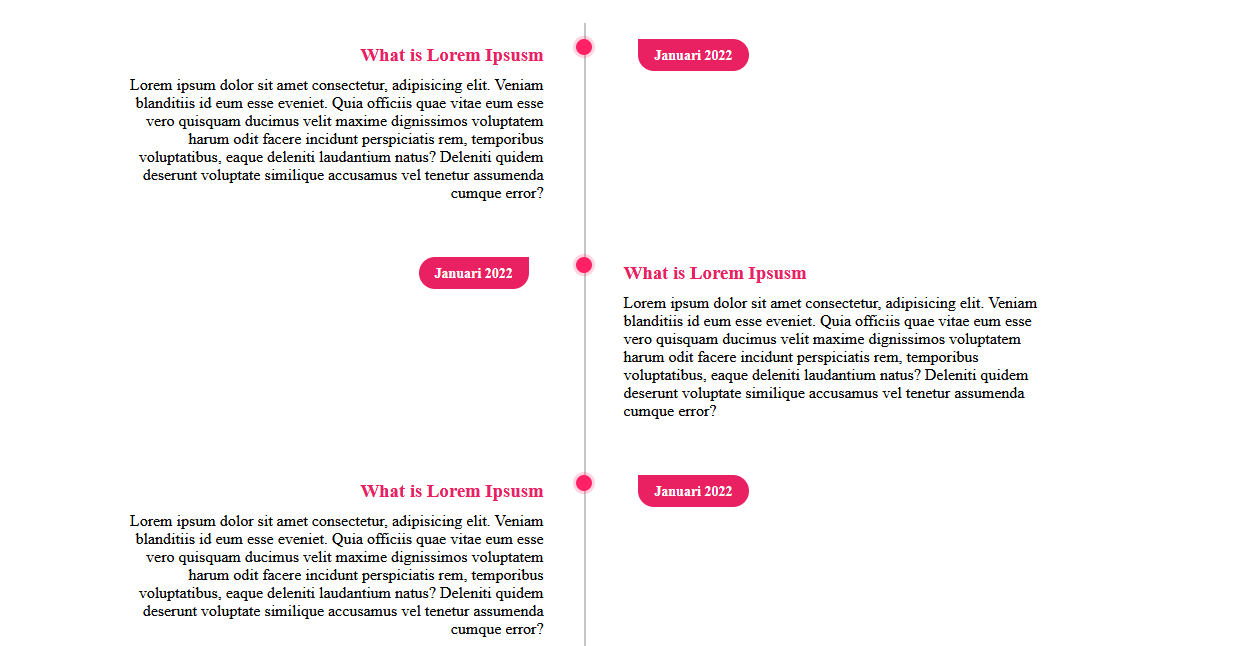 What is Lorem Ipsusm
Januari 2022
Lorem ipsum dolor sit amet consectetur, adipisicing elit. Veniam
blanditiis id eum esse eveniet. Quia officiis quae vitae eum esse
vero quisquam ducimus velit maxime dignissimos voluptatem
harum odit facere incidunt perspiciatis rem, temporibus
voluptatibus, eaque deleniti laudantium natus? Deleniti quidem
deserunt voluptate similique accusamus vel tenetur assumenda
cumque error?
Januari 2022
What is Lorem Ipsusm
Lorem ipsum dolor sit amet consectetur, adipisicing elit. Veniam
blanditiis id eum esse eveniet. Quia officiis quae vitae eum esse
vero quisquam ducimus velit maxime dignissimos voluptatem
harum odit facere incidunt perspiciatis rem, temporibus
voluptatibus, eaque deleniti laudantium natus? Deleniti quidem
deserunt voluptate similique accusamus vel tenetur assumenda
cumque error?
What is Lorem Ipsusm
Januari 2022
Lorem ipsum dolor sit amet consectetur, adipisicing elit. Veniam
blanditiis id eum esse eveniet. Quia officiis quae vitae eum esse
vero quisquam ducimus velit maxime dignissimos voluptatem
harum odit facere incidunt perspiciatis rem, temporibus
voluptatibus, eaque deleniti laudantium natus? Deleniti quidem
deserunt voluptate similique accusamus vel tenetur assumenda
cumque error?